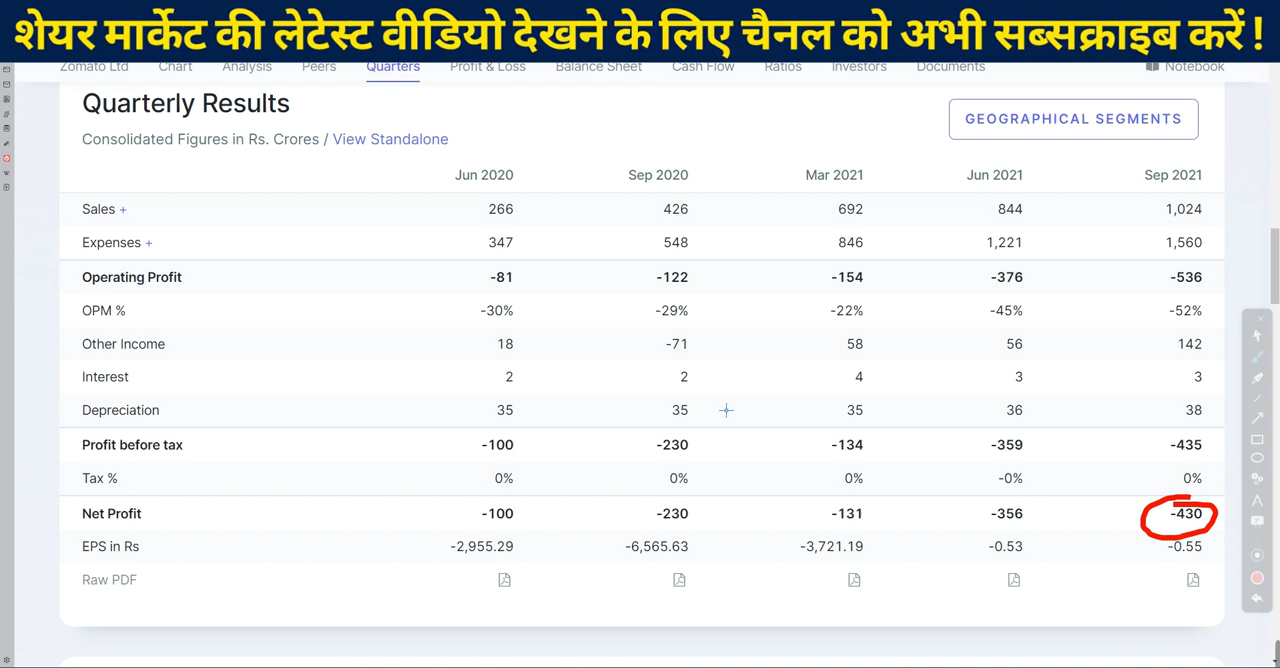 शेयर मार्केट की लेटेस्ट वीडियो देखने के लिए चैनल को अभी सब्सक्राइब करें !
Zomato Ltd Chart Analysis Peers Quarters Profit & Loss Balance Sheet Cash Flow Ratios Investors Documents Notebook
Quarterly Results
GEOGRAPHICAL SEGMENTS
Consolidated Figures in Rs. Crores / View Standalone
Jun 2020 Sep 2020 Mar 2021 Jun 2021 Sep 2021
Sales + 266 426 692 844 1,024
Expenses + 347 548 846 1,221 1,560
Operating Profit -81 -122 -154 -376 -536
OPM % -30% -29% -22% -45% -52%
Other Income 18 -71 58 56 142
Interest 2 2 4 3 3
Depreciation 35 35 35 36 38
Profit before tax -100 -230 -134 -359 -435
Tax % 0% 0% 0% -0% 0%
Net Profit -100 -230 -131 -356 -430
EPS in Rs -2,955.29 -6,565.63 -3,721.19 -0.53 -0.55
Raw PDF